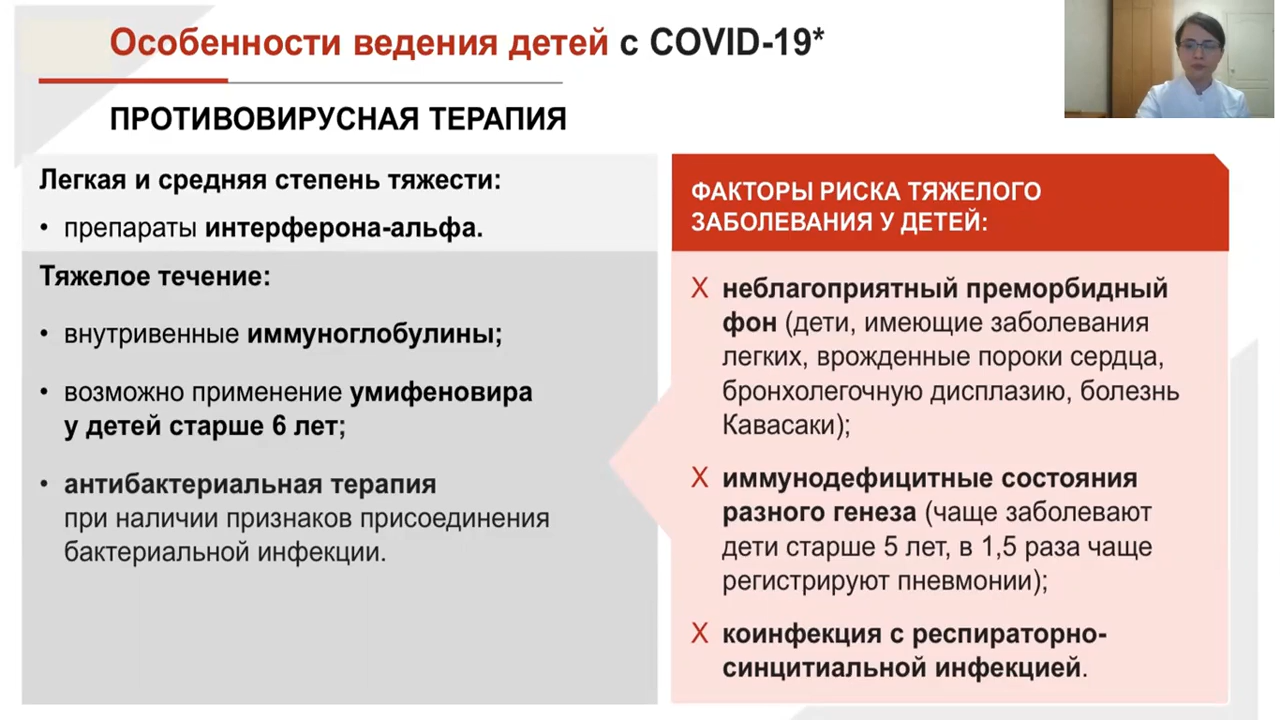 Особенности ведения детей с COVID-19*
ПРОТИВОВИРУСНАЯ ТЕРАПИЯ
Легкая и средняя степень тяжести:
• препараты интерферона-альфа.
Тяжелое течение:
• внутривенные иммуноглобулины;
• возможно применение умифеновира
у детей старше 6 лет;
• антибактериальная терапия
при наличии признаков присоединения
бактериальной инфекции.
ФАКТОРЫ РИСКА ТЯЖЕЛОГО
ЗАБОЛЕВАНИЯ У ДЕТЕЙ:
X неблагоприятный преморбидный
фон (дети, имеющие заболевания
легких, врожденные пороки сердца,
бронхолегочную дисплазию, болезнь
Кавасаки);
X иммунодефицитные состояния
разного генеза (чаще заболевают
дети старше 5 лет, в 1,5 раза чаще
регистрируют пневмонии);
X коинфекция с респираторно-
синцитиальной инфекцией.